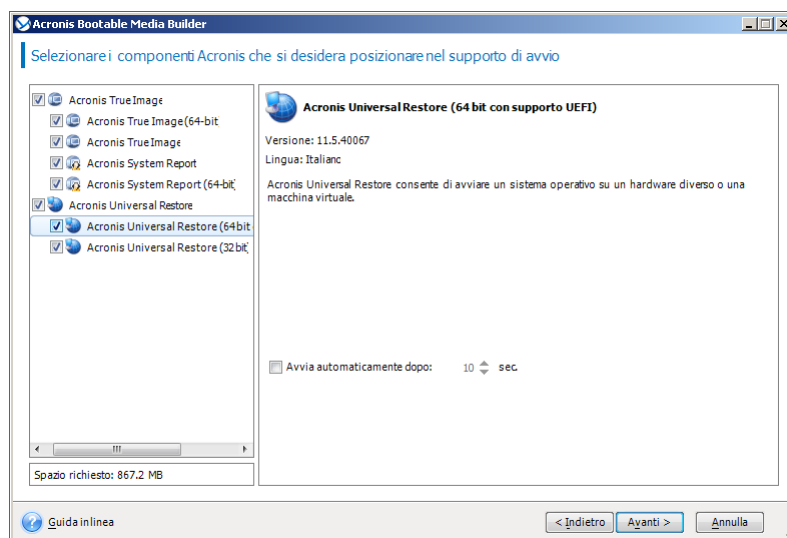 Acronis Bootable Media Builder
Selezionare i componenti Acronis che si desidera posizionare nel supporto di avvio
Acronis True Image
Acronis True Image (64-bit
Acronis True Image
Acronis System Report
Acronis System Report (64-bit)
Acronis Universal Restore
Acronis Universal Restore (64 bit
Acronis Universal Restore (32 bit)
Spazio richiesto: 867.2 MB
Acronis Universal Restore (64 bit con supporto UEFI)
Versione: 11.5.40067
Lingua: Italiano
Acronis Universal Restore consente di avviare un sistema operativo su un hardware diverso o una
macchina virtuale.
Avvia automaticamente dopo: 10 sec.
Guida in linea
< Indietro
Avanti >
Annulla